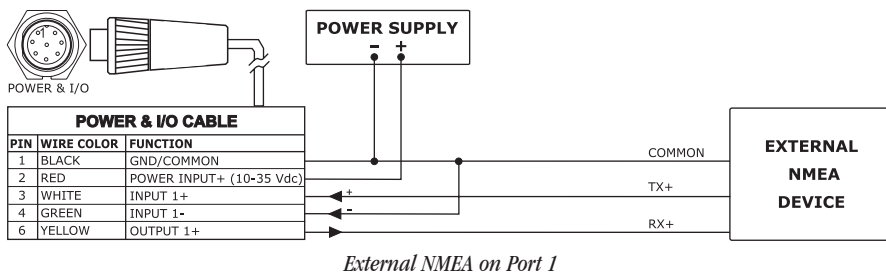 POWER SUPPLY
- +
1
POWER & I/O
POWER & I/O CABLE
PIN WIRE COLOR FUNCTION
1 BLACK GND/COMMON
2 RED POWER INPUT+ (10-35 Vdc)
3 WHITE INPUT 1+
4 GREEN INPUT 1-
6 YELLOW OUTPUT 1+
COMMON
+ TX+
-
RX+
EXTERNAL
NMEA
DEVICE
External NMEA on Port 1